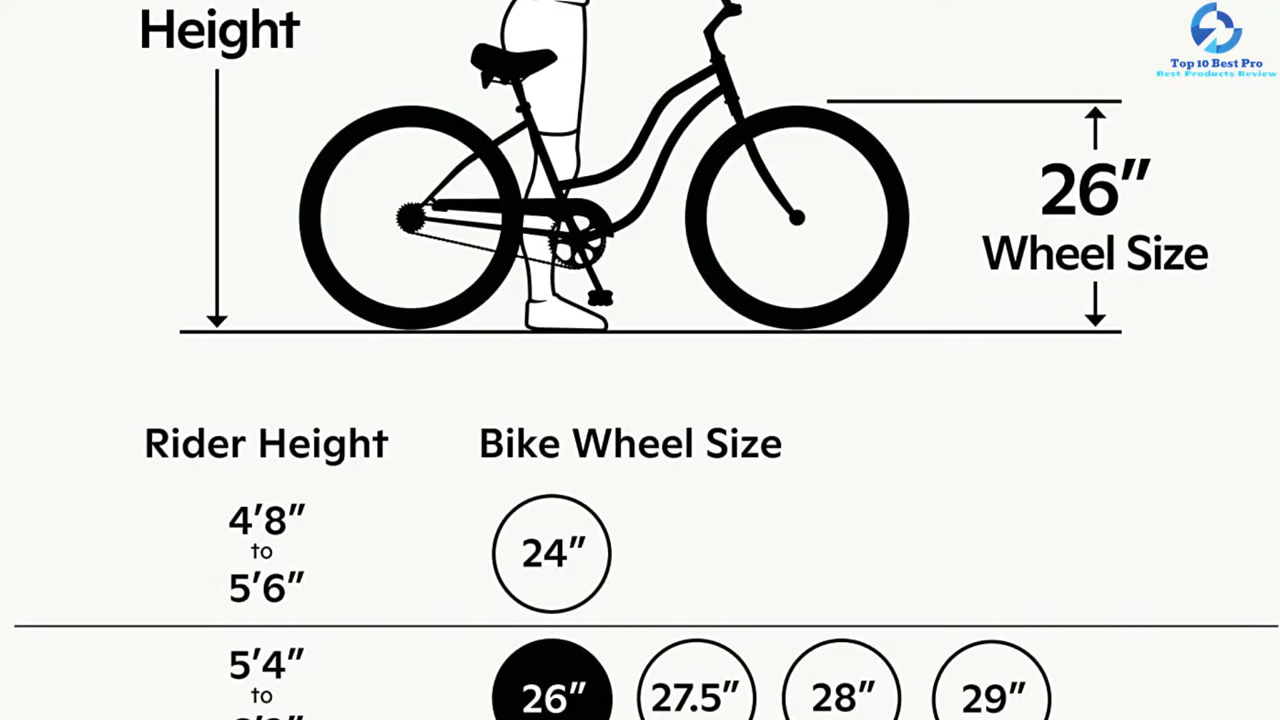 Height
Top 10 Best Pro
Best Products Review
26”
Wheel Size
Rider Height
Bike Wheel Size
4’8”
to
5’6”
24”
5’4”
to
26”
27.5”
28”
29”